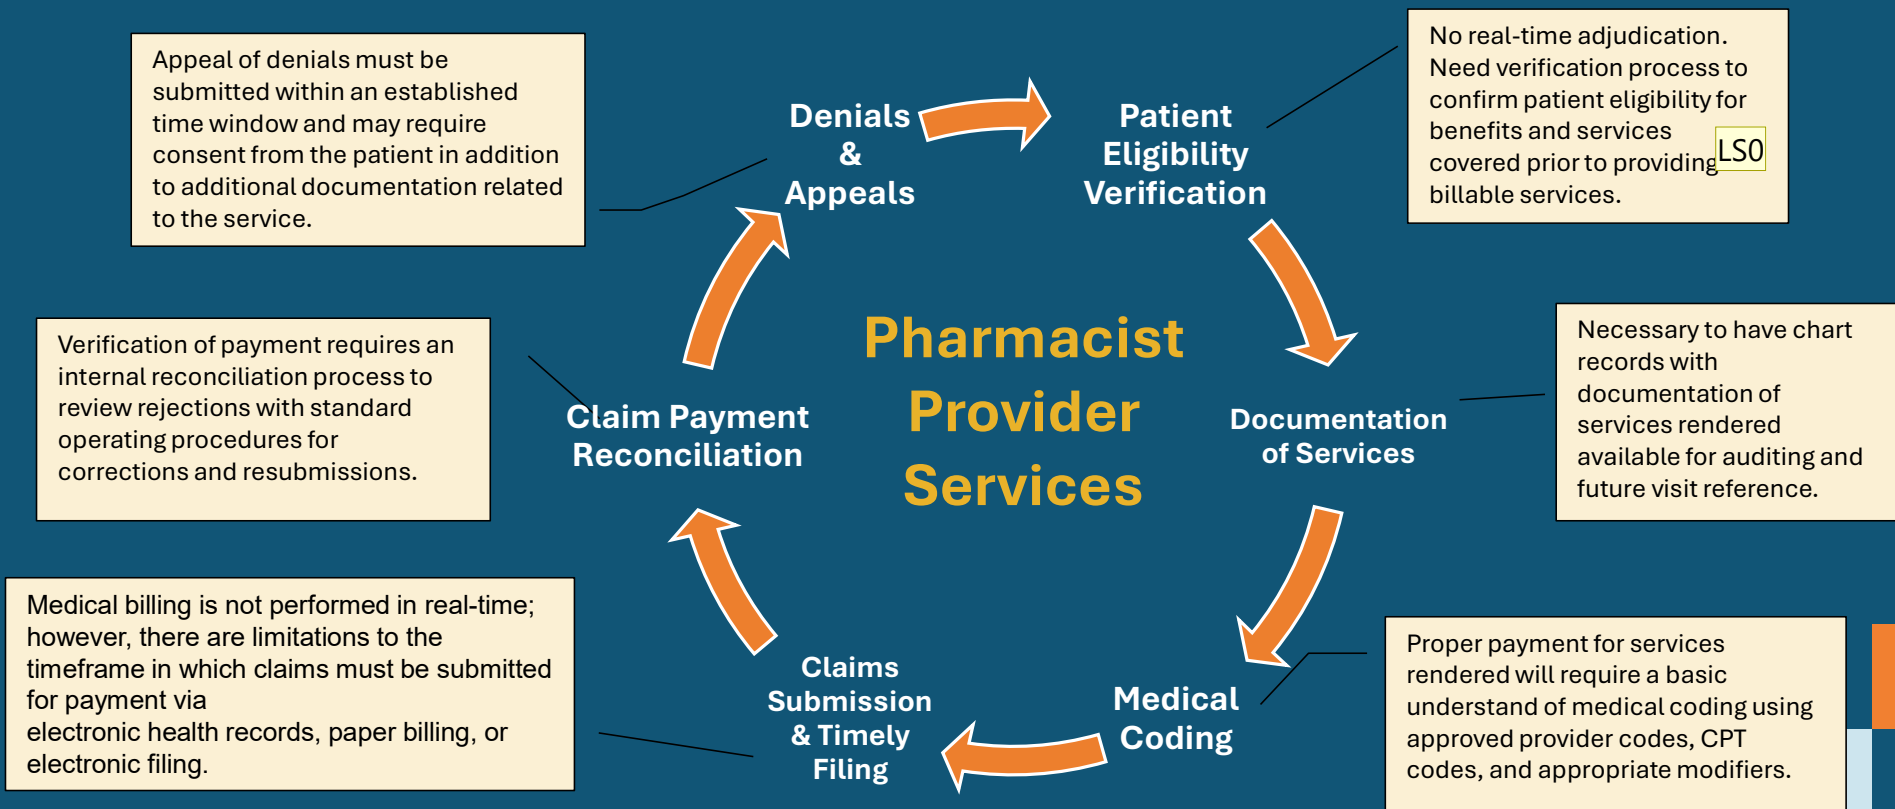 Appeal of denials must be
submitted within an established
time window and may require
consent from the patient in addition
to additional documentation related
to the service.
Denials
&
Appeals
Patient
Eligibility
Verification
No real-time adjudication.
Need verification process to
confirm patient eligibility for
benefits and services
covered prior to providing
billable services.
LS0
Verification of payment requires an
internal reconciliation process to
review rejections with standard
operating procedures for
corrections and resubmissions.
Claim Payment
Reconciliation
Pharmacist
Provider
Services
Documentation
of Services
Necessary to have chart
records with
documentation of
services rendered
available for auditing and
future visit reference.
Medical billing is not performed in real-time;
however, there are limitations to the
timeframe in which claims must be submitted
for payment via
electronic health records, paper billing, or
electronic filing.
Claims
Submission
& Timely
Filing
Medical
Coding
Proper payment for services
rendered will require a basic
understand of medical coding using
approved provider codes, CPT
codes, and appropriate modifiers.